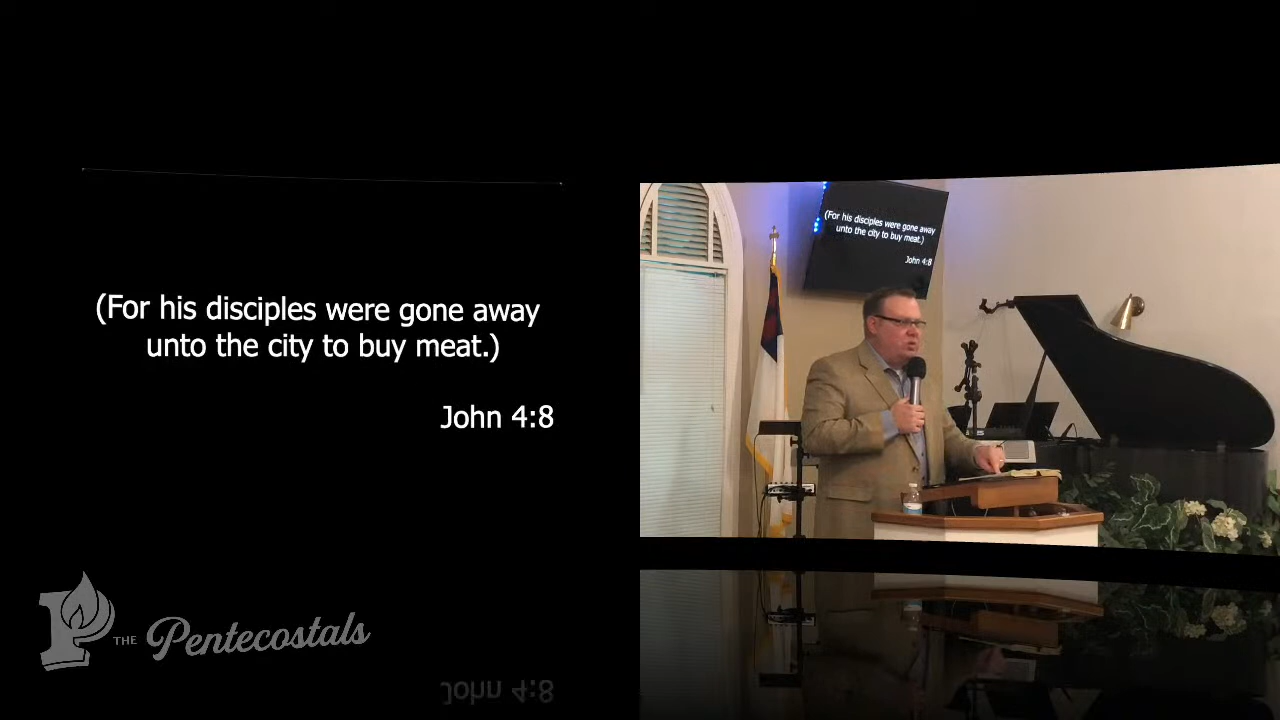 (For his disciples were gone away
unto the city to buy meat.)
John 4:8
(For his disciples were gone away
unto the city to buy meat.)
John 4:8
P THE Pentecostals
John 4:8